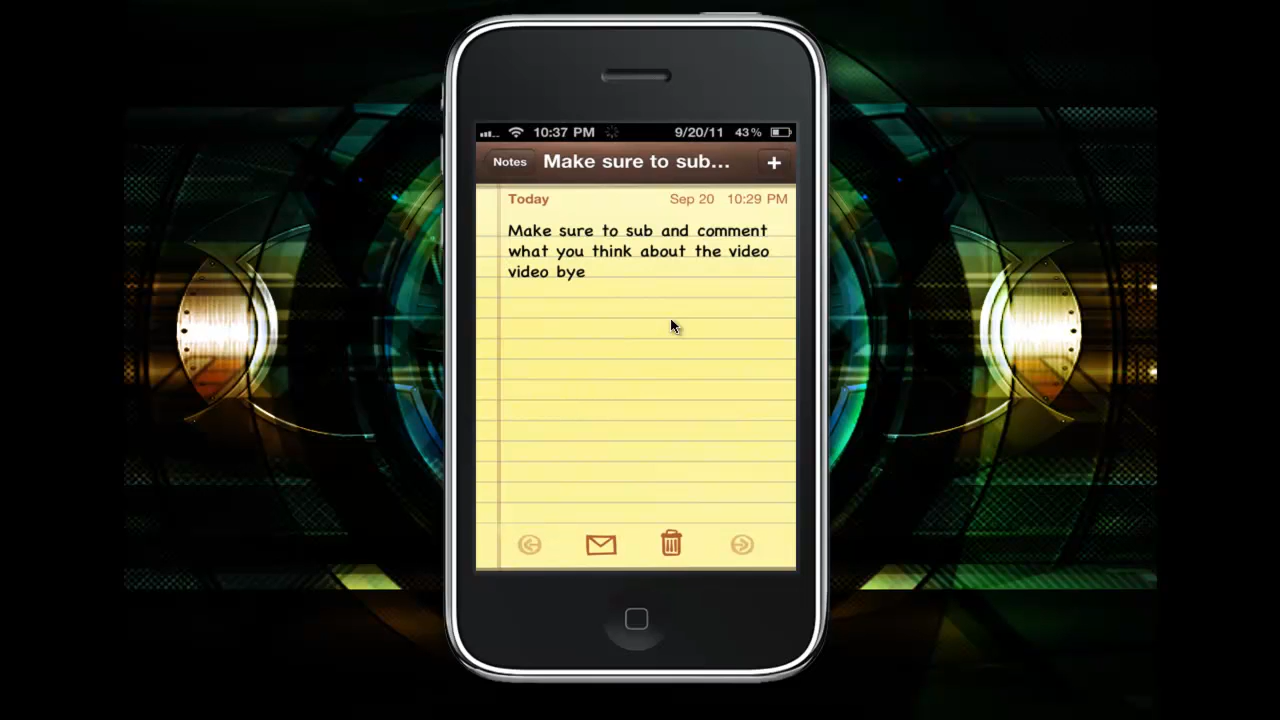 10:37 PM 9/20/11 43%
Notes Make sure to sub... +
Today Sep 20 10:29 PM
Make sure to sub and comment
what you think about the video
video bye